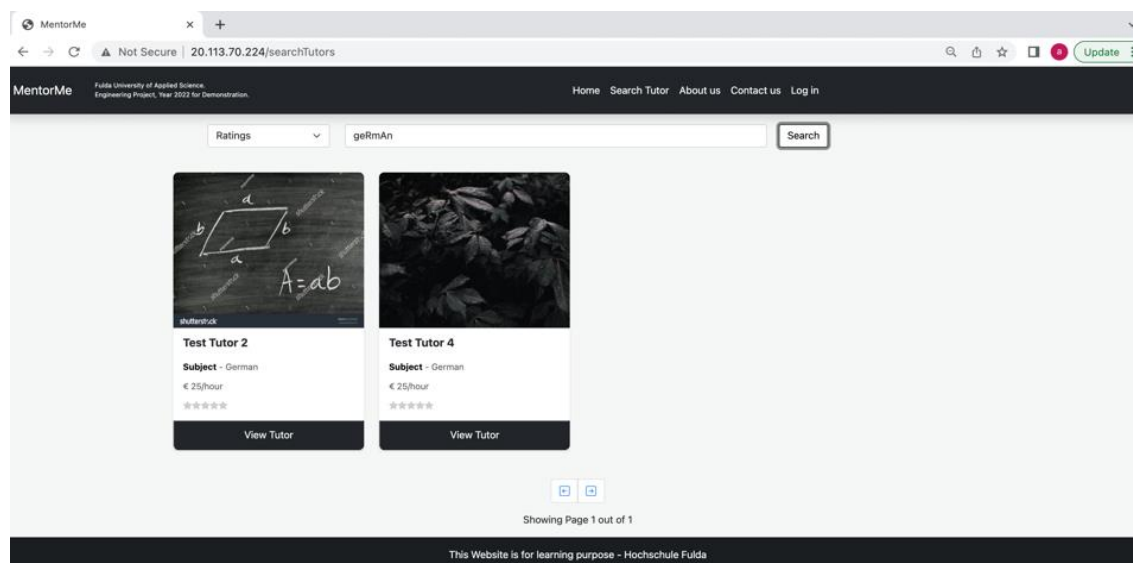 MentorMe
Not Secure | 20.113.70.224/searchTutors
a
Update
MentorMe
Fulda University of Applied Science.
Engineering Project, Year 2022 for Demonstration.
Home Search Tutor About us Contact us Log in
Ratings
geRmAn
Search
a
b
b
a
A=ab
shutterstock
Test Tutor 2
Subject - German
€ 25/hour
View Tutor
Test Tutor 4
Subject - German
€ 25/hour
View Tutor
Showing Page 1 out of 1
This Website is for learning purpose - Hochschule Fulda